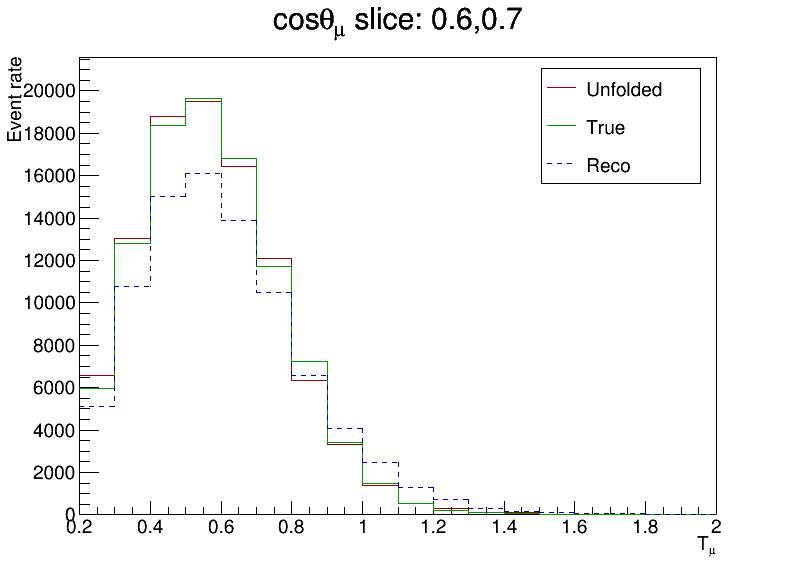 cosθμ slice: 0.6,0.7
Event rate
20000
18000
16000
14000
12000
10000
8000
6000
4000
2000
0
0.2 0.4 0.6 0.8 1 1.2 1.4 1.6 1.8 2
Tμ
Unfolded
True
Reco